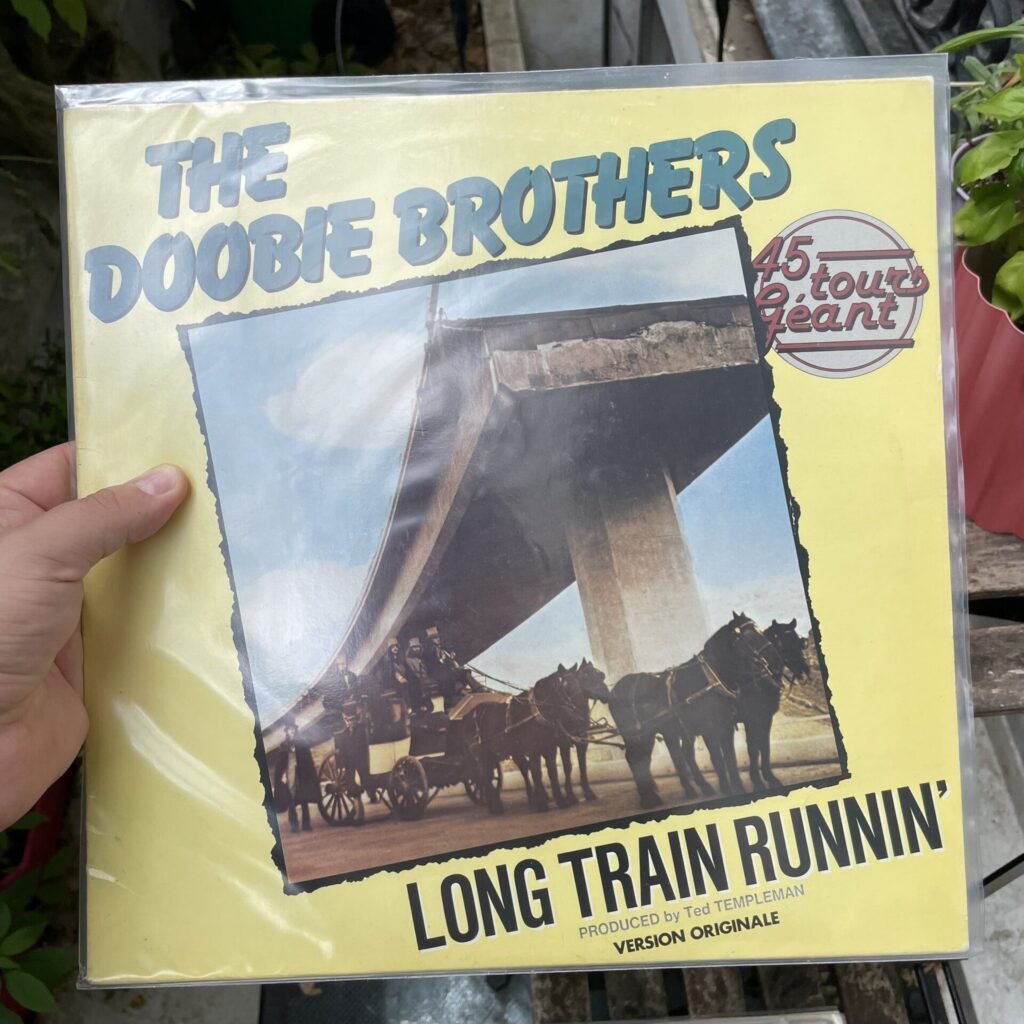 THE
DOOBIE BROTHERS
45
tours
Géant
LONG TRAIN RUNNIN'
PRODUCED by Ted TEMPLEMAN
VERSION ORIGINALE